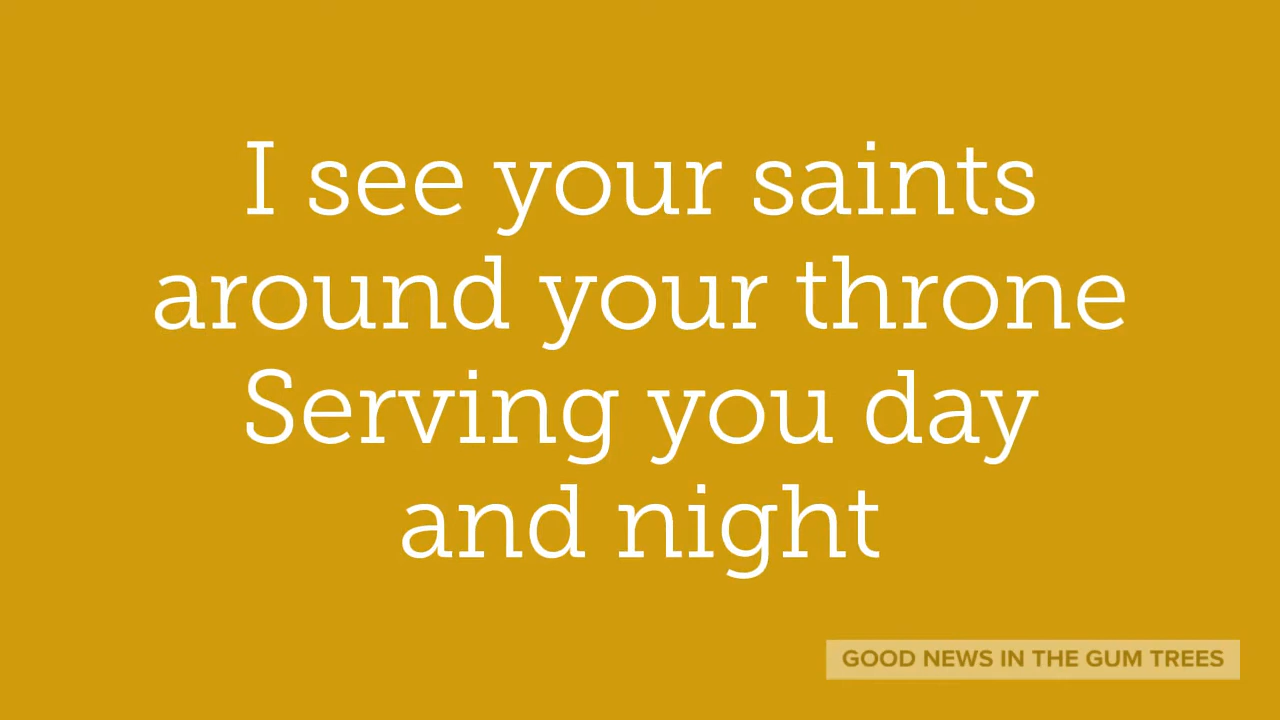 I see your saints
around your throne
Serving you day
and night
GOOD NEWS IN THE GUM TREES